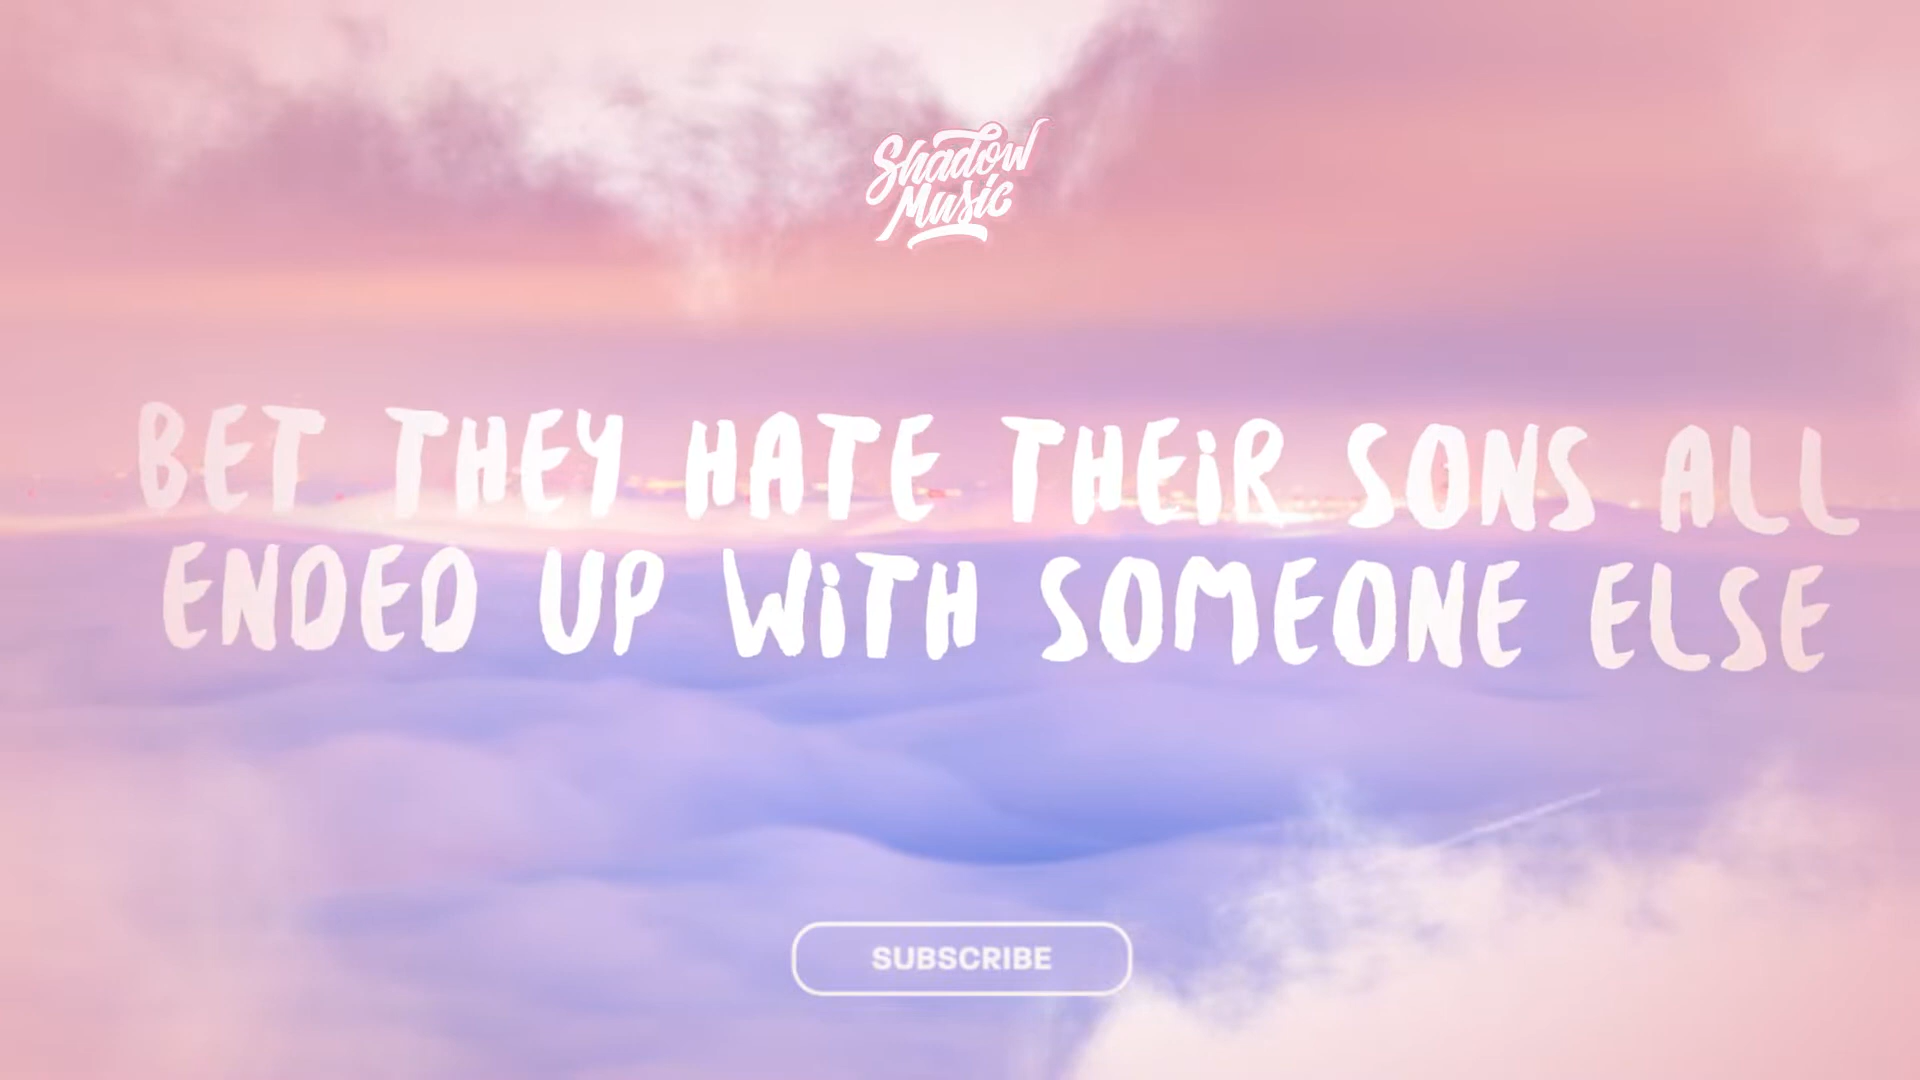 Shadow
Music
BET THEY HATE THEiR SONS ALL
ENDED UP WiTH SOMEONE ELSE
SUBSCRIBE